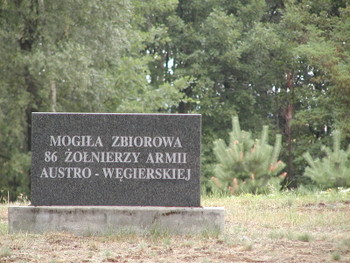 MOGIŁA ZBIOROWA
86 ŻOŁNIERZY ARMII
AUSTRO - WĘGIERSKIEJ